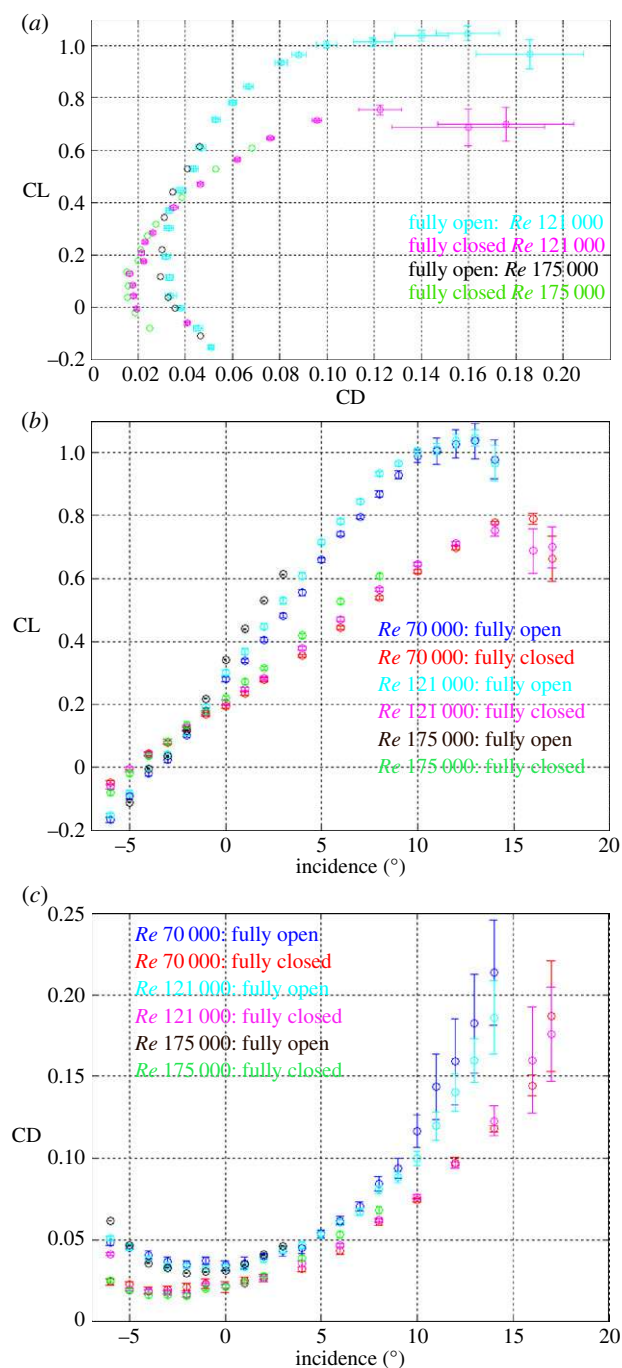 (a)
1.0
0.8
0.6
CL
0.4
0.2
0
–0.2
fully open: Re 121 000
fully closed Re 121 000
fully open: Re 175 000
fully closed Re 175 000
0 0.02 0.04 0.06 0.08 0.10 0.12 0.14 0.16 0.18 0.20
CD
(b)
1.0
0.8
0.6
CL
0.4
0.2
0
–0.2
Re 70 000: fully open
Re 70 000: fully closed
Re 121 000: fully open
Re 121 000: fully closed
Re 175 000: fully open
Re 175 000: fully closed
–5 0 5 10 15 20
incidence (°)
(c)
0.25
0.20
0.15
CD
0.10
0.05
0
Re 70 000: fully open
Re 70 000: fully closed
Re 121 000: fully open
Re 121 000: fully closed
Re 175 000: fully open
Re 175 000: fully closed
–5 0 5 10 15 20
incidence (°)